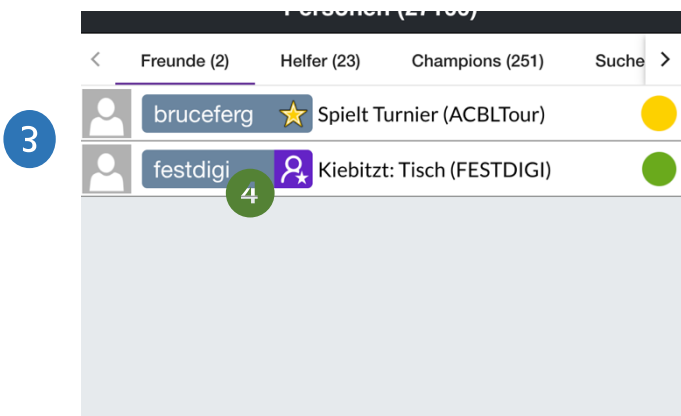 Freunde (2) Helfer (23) Champions (251) Suche
3
bruceferg Spielt Turnier (ACBLTour)
festdigi Kiebitzt: Tisch (FESTDIGI)
4